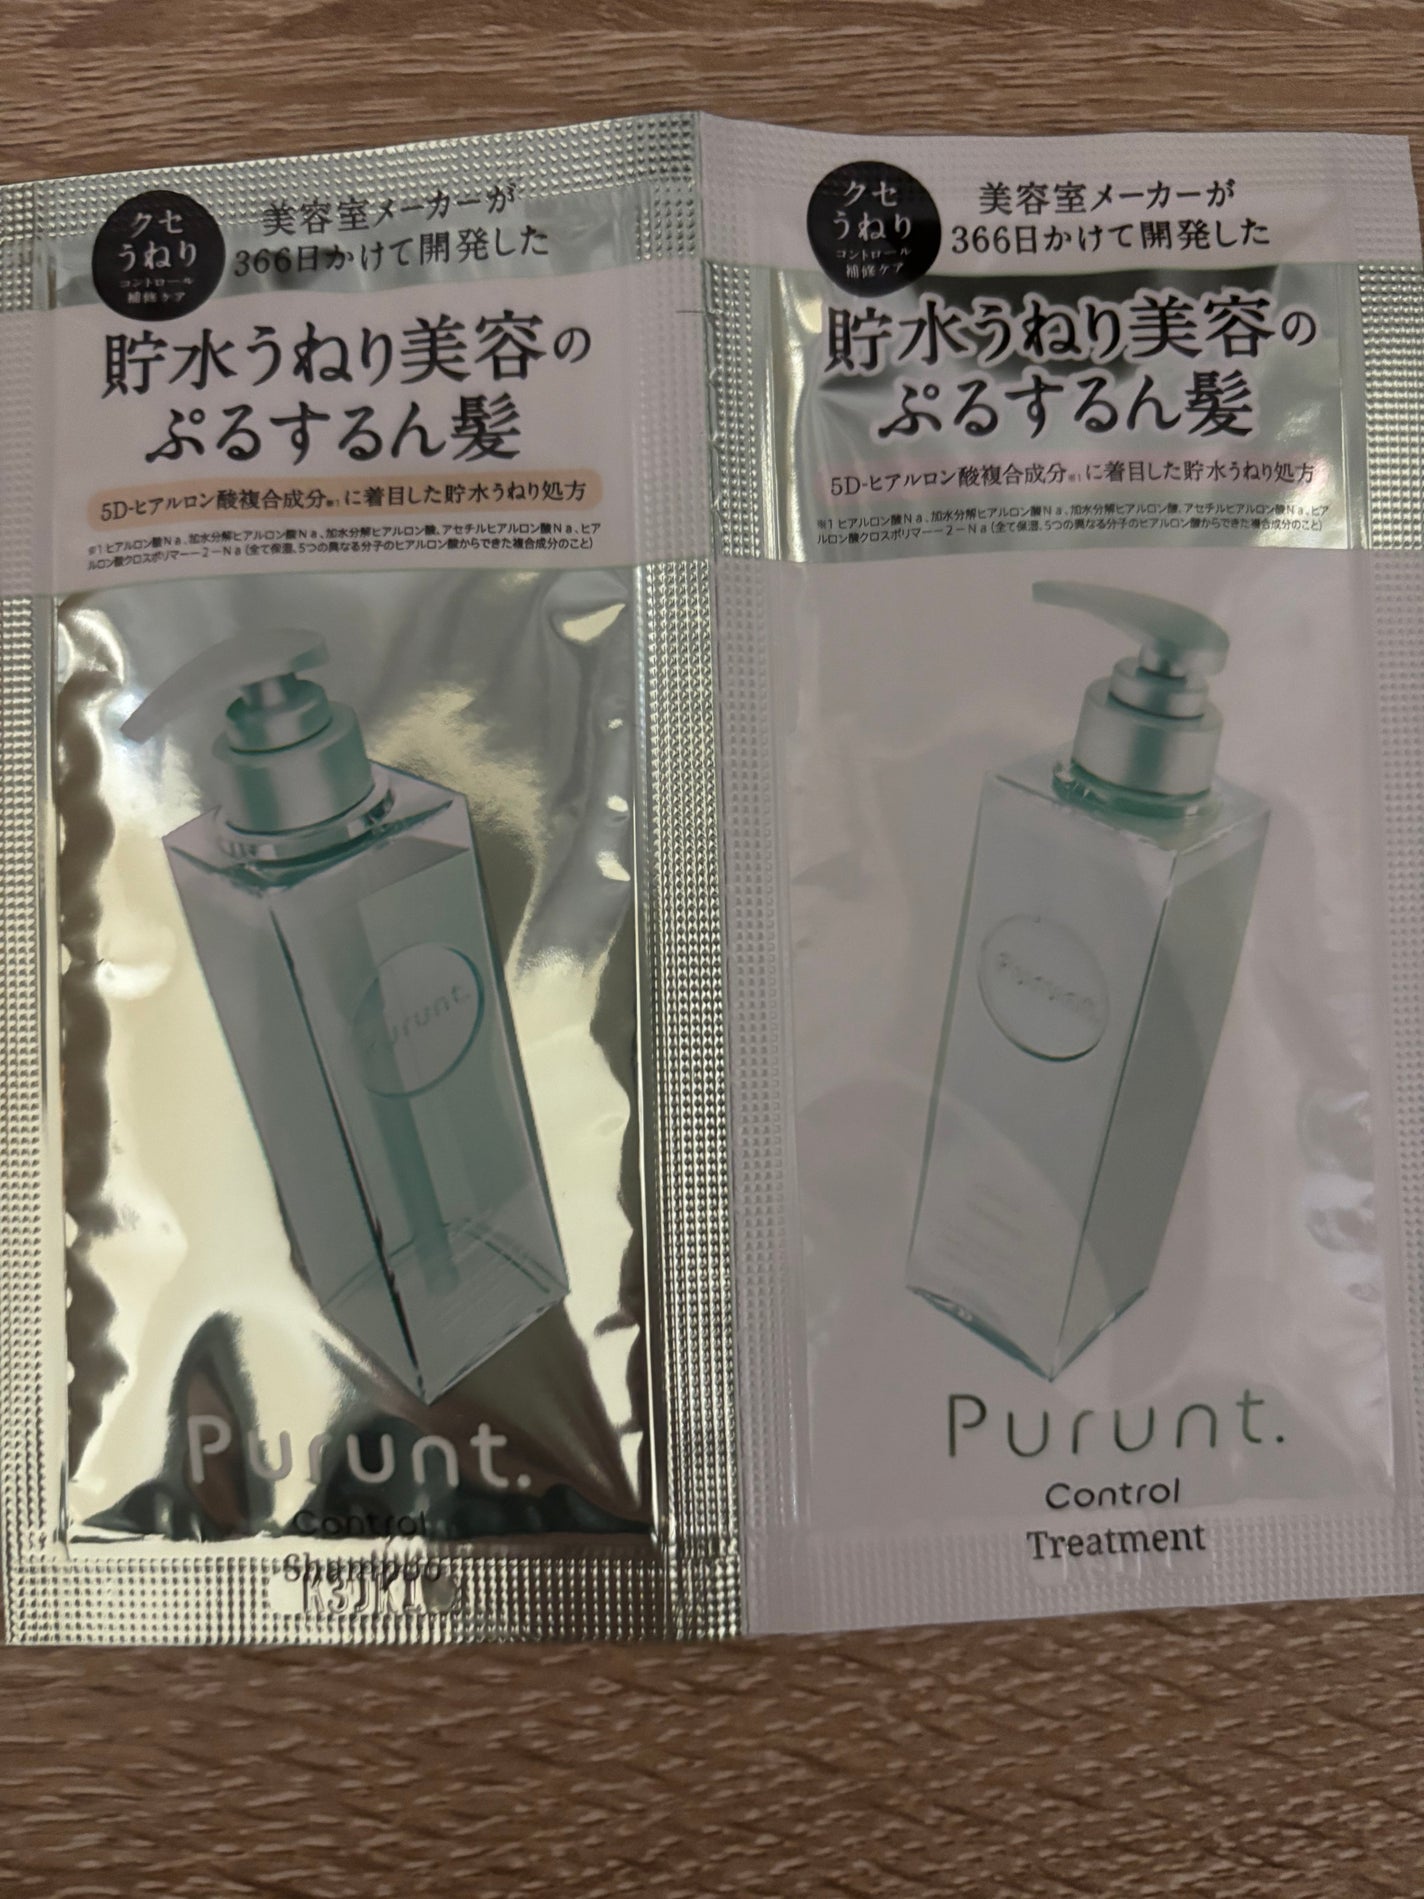 クセ
うねり
コントロール
補修ケア
美容室メーカーが
366日かけて開発した
貯水うねり美容の
ぷるするん髪
5D-ヒアルロン酸複合成分※1に着目した貯水うねり処方
※1 ヒアルロン酸Na、加水分解ヒアルロン酸Na、加水分解ヒアルロン酸、アセチルヒアルロン酸Na、ヒア
ルロン酸クロスポリマー－2－Na(全て保湿、5つの異なる分子のヒアルロン酸からできた複合成分のこと)
Purunt.
Purunt.
Control
Shampoo
クセ
うねり
コントロール
補修ケア
美容室メーカーが
366日かけて開発した
貯水うねり美容の
ぷるするん髪
5D-ヒアルロン酸複合成分※1に着目した貯水うねり処方
※1 ヒアルロン酸Na、加水分解ヒアルロン酸Na、加水分解ヒアルロン酸、アセチルヒアルロン酸Na、ヒア
ルロン酸クロスポリマー－2－Na(全て保湿、5つの異なる分子のヒアルロン酸からできた複合成分のこと)
Purunt.
Purunt.
Control
Treatment